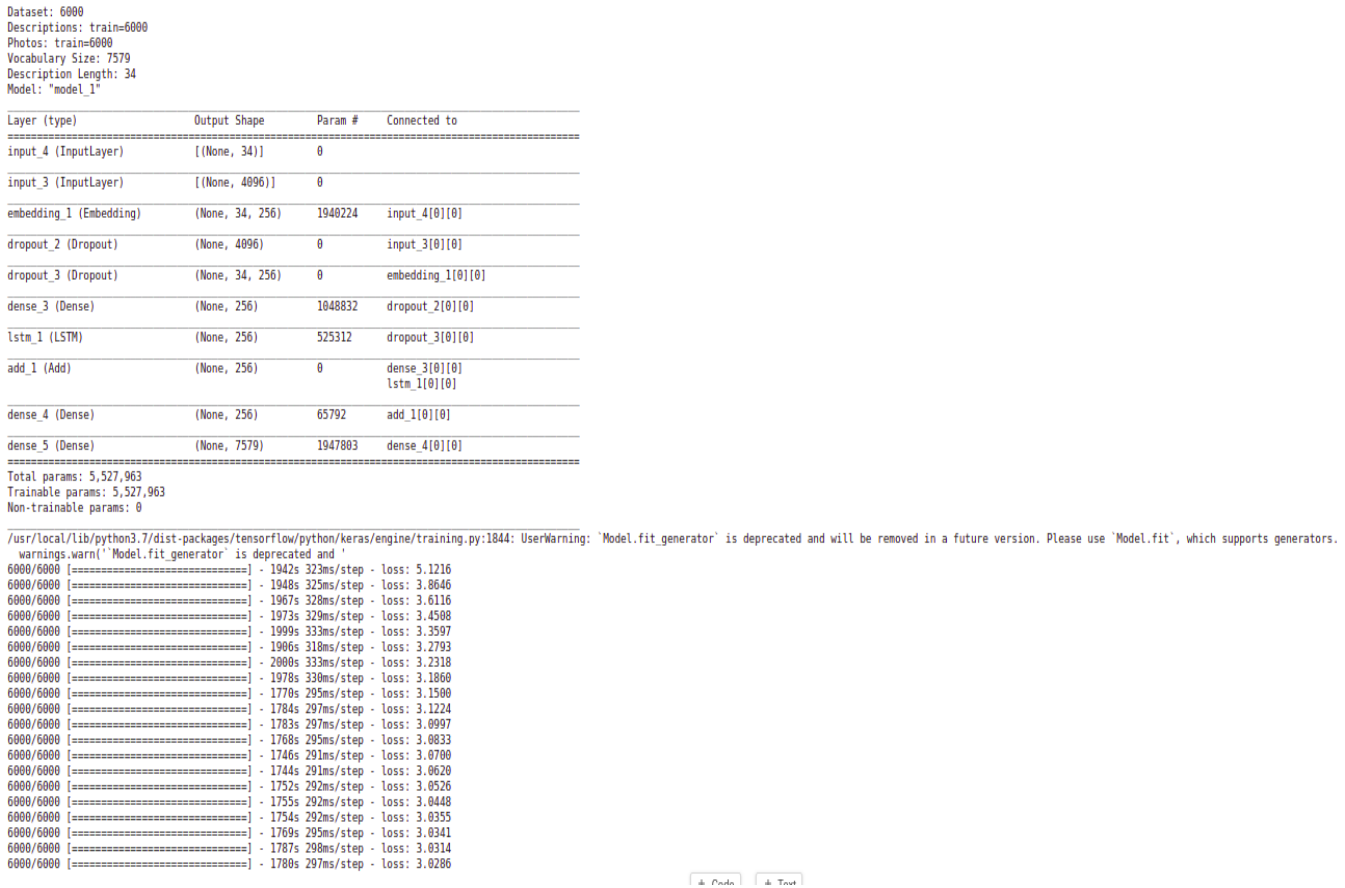 Dataset: 6000
Descriptions: train=6000
Photos: train=6000
Vocabulary Size: 7579
Description Length: 34
Model: "model_1"
Layer (type) Output Shape Param # Connected to
input_4 (InputLayer) [(None, 34)] 0
input_3 (InputLayer) [(None, 4096)] 0
embedding_1 (Embedding) (None, 34, 256) 1940224 input_4[0][0]
dropout_2 (Dropout) (None, 4096) 0 input_3[0][0]
dropout_3 (Dropout) (None, 34, 256) 0 embedding_1[0][0]
dense_3 (Dense) (None, 256) 1048832 dropout_2[0][0]
lstm_1 (LSTM) (None, 256) 525312 dropout_3[0][0]
add_1 (Add) (None, 256) 0 dense_3[0][0]
lstm_1[0][0]
dense_4 (Dense) (None, 256) 65792 add_1[0][0]
dense_5 (Dense) (None, 7579) 1947803 dense_4[0][0]
Total params: 5,527,963
Trainable params: 5,527,963
Non-trainable params: 0
/usr/local/lib/python3.7/dist-packages/tensorflow/python/keras/engine/training.py:1844: UserWarning: `Model.fit_generator` is deprecated and will be removed in a future version. Please use `Model.fit`, which supports generators.
warnings.warn('`Model.fit_generator` is deprecated and '
6000/6000 [==============================] - 1942s 323ms/step - loss: 5.1216
6000/6000 [==============================] - 1948s 325ms/step - loss: 3.8646
6000/6000 [==============================] - 1967s 328ms/step - loss: 3.6116
6000/6000 [==============================] - 1973s 329ms/step - loss: 3.4508
6000/6000 [==============================] - 1999s 333ms/step - loss: 3.3597
6000/6000 [==============================] - 1906s 318ms/step - loss: 3.2793
6000/6000 [==============================] - 2000s 333ms/step - loss: 3.2318
6000/6000 [==============================] - 1978s 330ms/step - loss: 3.1860
6000/6000 [==============================] - 1770s 295ms/step - loss: 3.1500
6000/6000 [==============================] - 1784s 297ms/step - loss: 3.1224
6000/6000 [==============================] - 1783s 297ms/step - loss: 3.0997
6000/6000 [==============================] - 1768s 295ms/step - loss: 3.0833
6000/6000 [==============================] - 1746s 291ms/step - loss: 3.0700
6000/6000 [==============================] - 1744s 291ms/step - loss: 3.0620
6000/6000 [==============================] - 1752s 292ms/step - loss: 3.0526
6000/6000 [==============================] - 1755s 292ms/step - loss: 3.0448
6000/6000 [==============================] - 1754s 292ms/step - loss: 3.0355
6000/6000 [==============================] - 1769s 295ms/step - loss: 3.0341
6000/6000 [==============================] - 1787s 298ms/step - loss: 3.0314
6000/6000 [==============================] - 1780s 297ms/step - loss: 3.0286
+ Code + Text